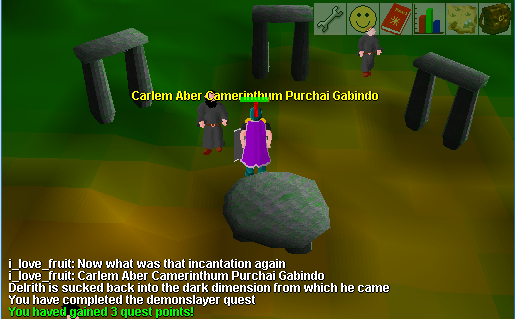 Carlem Aber Camerinthum Purchai Gabindo
i_love_fruit: Now what was that incantation again
i_love_fruit: Carlem Aber Camerinthum Purchai Gabindo
Delrith is sucked back into the dark dimension from which he came
You have completed the demonslayer quest
You haved gained 3 quest points!